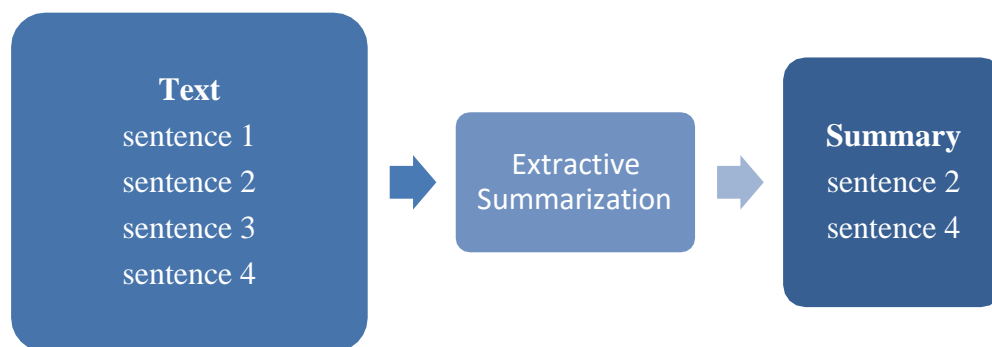 Text
sentence 1
sentence 2
sentence 3
sentence 4
Extractive
Summarization
Summary
sentence 2
sentence 4